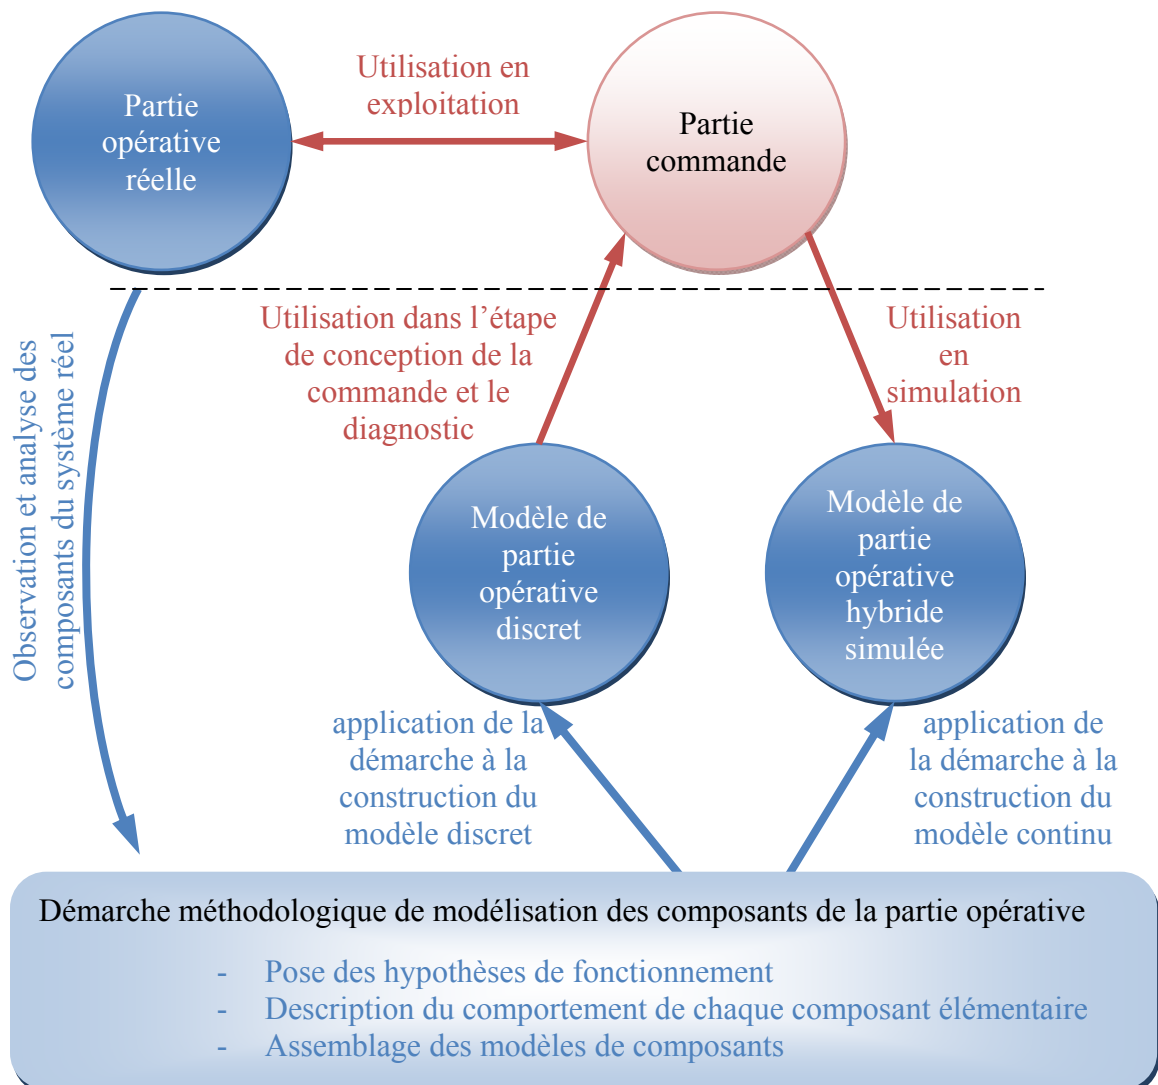 Partie
opérative
réelle
Utilisation en
exploitation
Partie
commande
Observation et analyse des
composants du système réel
Utilisation dans l’étape
de conception de la
commande et le
diagnostic
Utilisation
en
simulation
Modèle de
partie
opérative
discret
Modèle de
partie
opérative
hybride
simulée
application de la
démarche à la
construction du
modèle discret
application de
la démarche à la
construction du
modèle continu
Démarche méthodologique de modélisation des composants de la partie opérative
- Pose des hypothèses de fonctionnement
- Description du comportement de chaque composant élémentaire
- Assemblage des modèles de composants